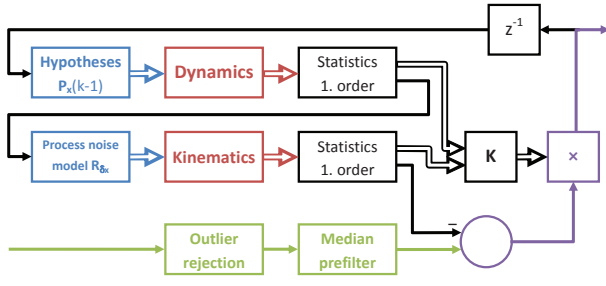 z⁻¹
Hypotheses
Pₓ(k-1)
Dynamics
Statistics
1. order
Process noise
model R_δₓ
Kinematics
Statistics
1. order
K
×
–
Outlier
rejection
Median
prefilter